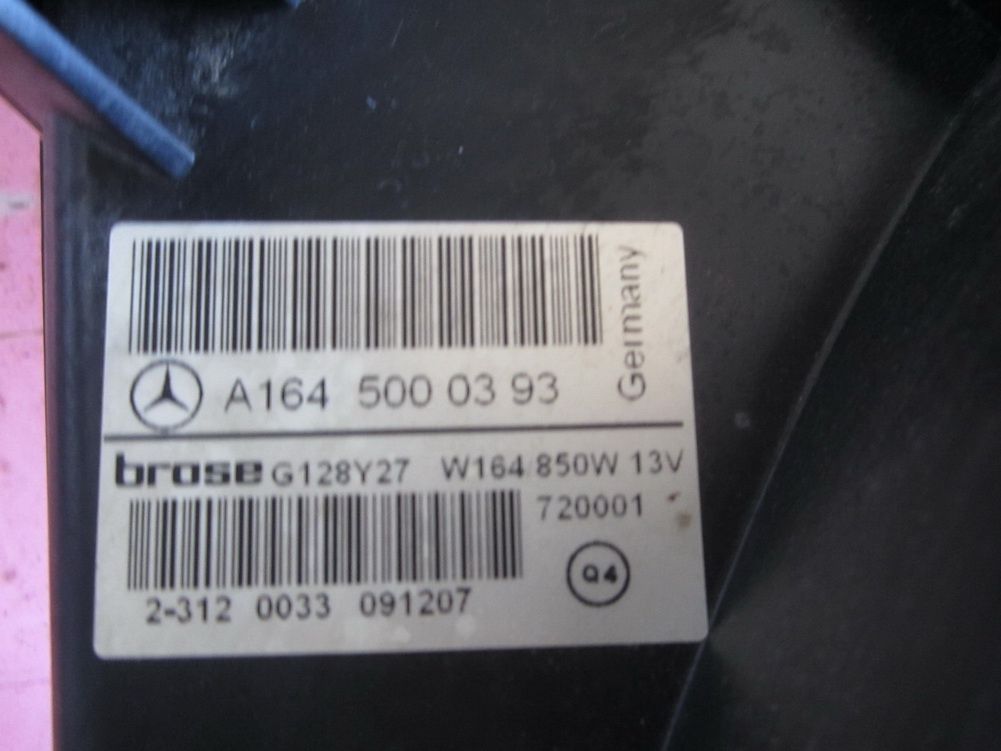 Germany
A164 500 03 93
brose G128Y27 W164/850W 13V
720001
Q4
2-312 0033 091207